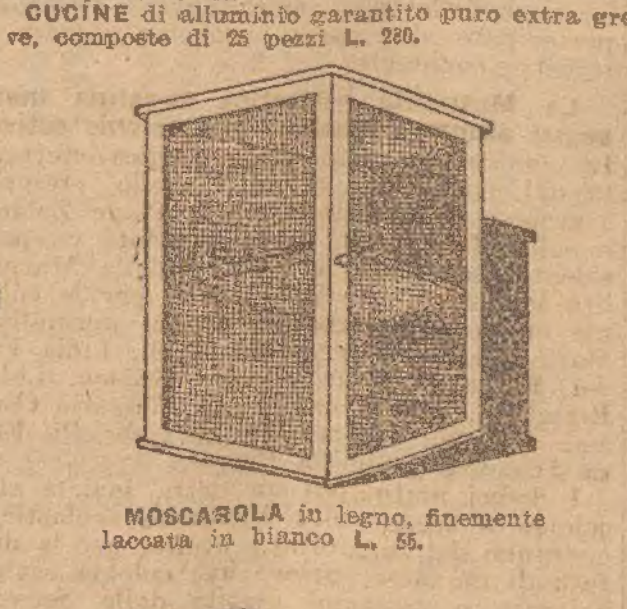 CUCINE di alluminio garantito puro extra gre
ve, composte di 25 pezzi L. 280.
MOSCAROLA in legno, finemente
laccata in bianco L. 55.